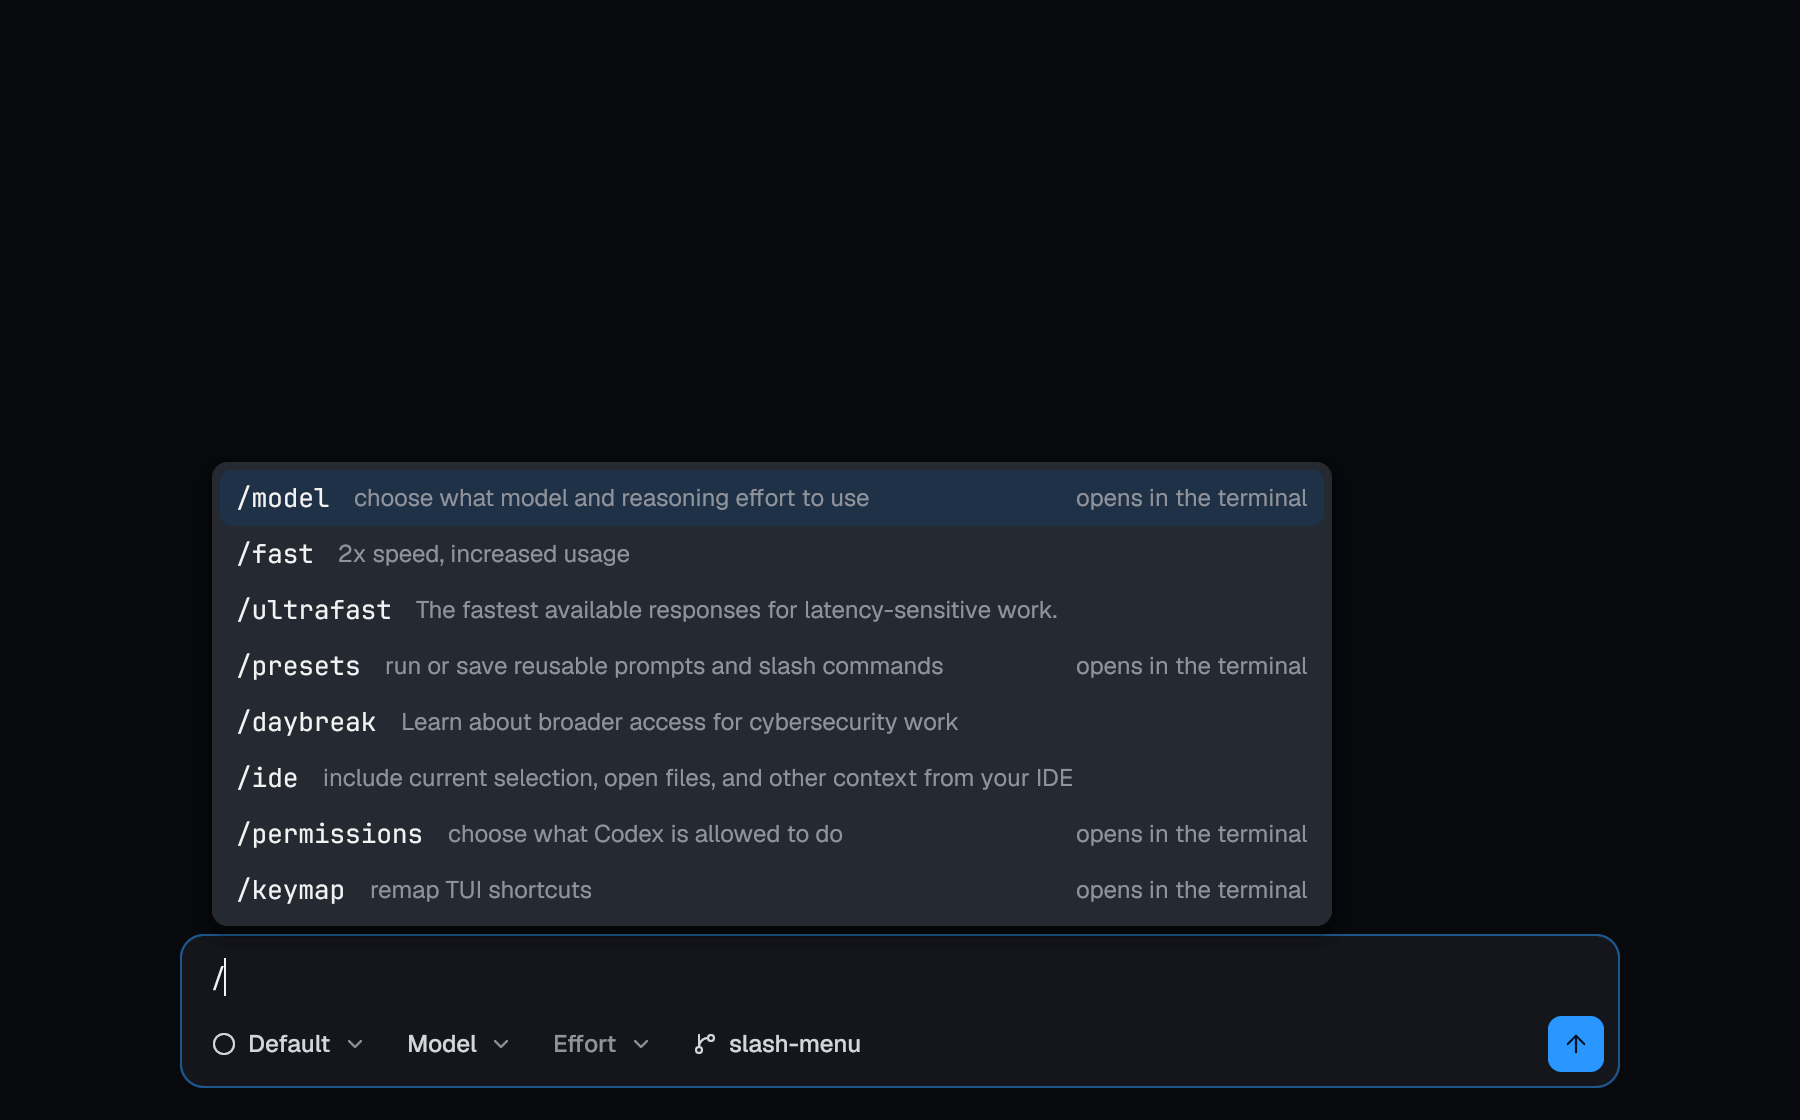 /model choose what model and reasoning effort to use opens in the terminal
/fast 2x speed, increased usage
/ultrafast The fastest available responses for latency-sensitive work.
/presets run or save reusable prompts and slash commands opens in the terminal
/daybreak Learn about broader access for cybersecurity work
/ide include current selection, open files, and other context from your IDE
/permissions choose what Codex is allowed to do opens in the terminal
/keymap remap TUI shortcuts opens in the terminal
/
Default Model Effort slash-menu